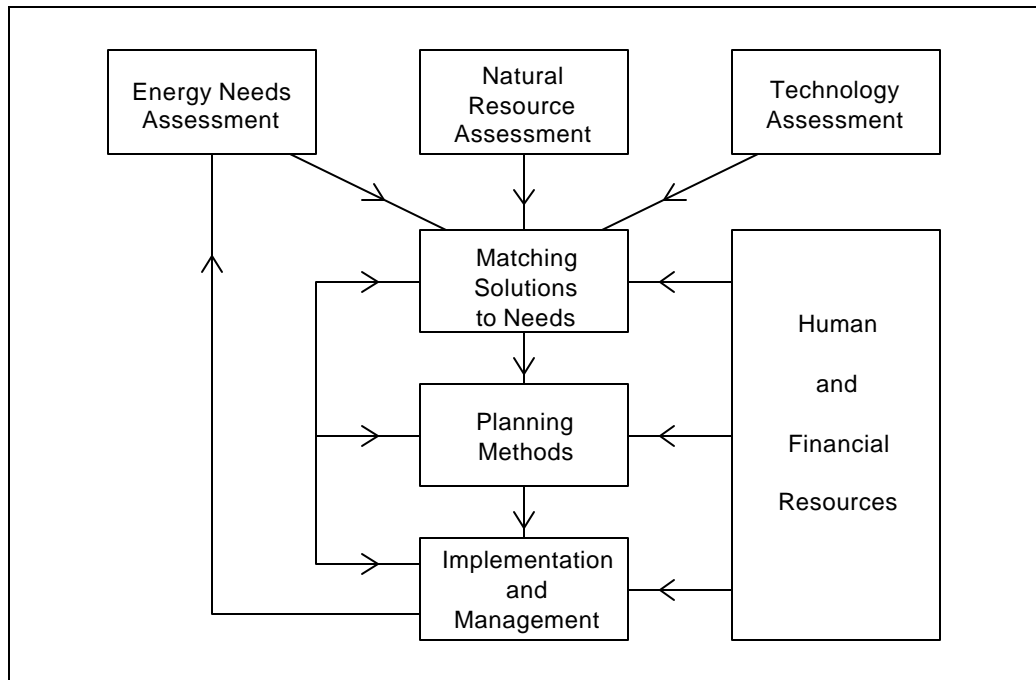 Energy Needs
Assessment
Natural
Resource
Assessment
Technology
Assessment
Matching
Solutions
to Needs
Human
and
Financial
Resources
Planning
Methods
Implementation
and
Management